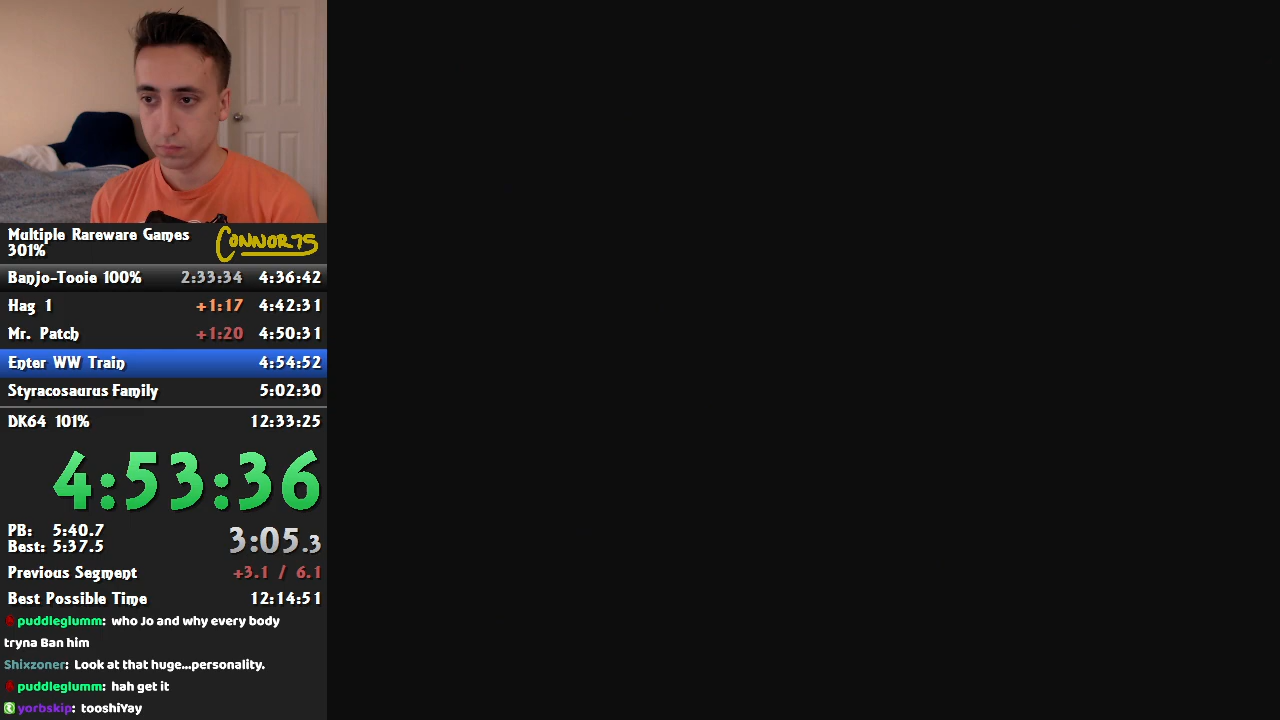 Multiple Rareware Games
301%
CONNOR75
Banjo-Tooie 100% 2:33:34 4:36:42
Hag 1 +1:17 4:42:31
Mr. Patch +1:20 4:50:31
Enter WW Train 4:54:52
Styracosaurus Family 5:02:30
DK64 101% 12:33:25
4:53:36
PB: 5:40.7
Best: 5:37.5
3:05.3
Previous Segment +3.1 / 6.1
Best Possible Time 12:14:51
puddleglumm: who Jo and why every body
tryna Ban him
Shixzoner: Look at that huge...personality.
puddleglumm: hah get it
yorbskip: tooshiYay